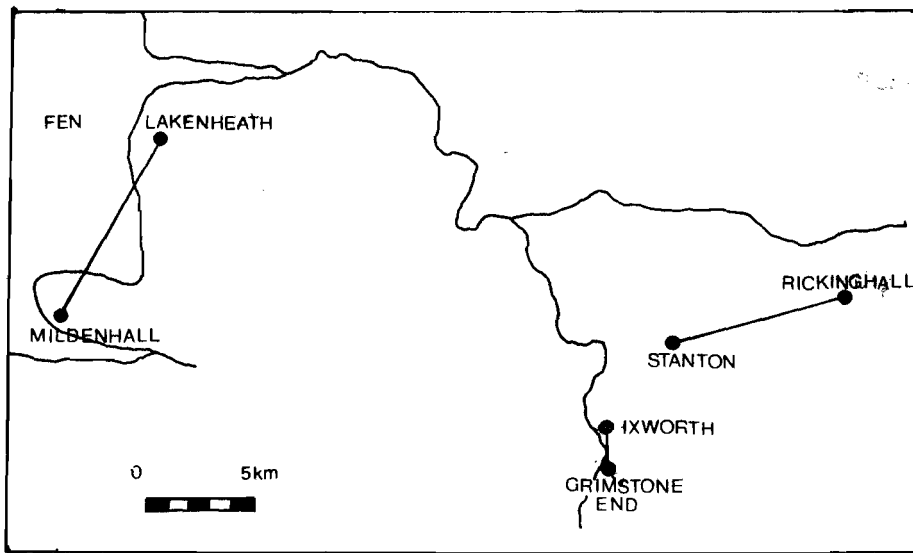 FEN
LAKENHEATH
RICKINGHALL
MILDENHALL
STANTON
IXWORTH
0 5km
GRIMSTONE
END